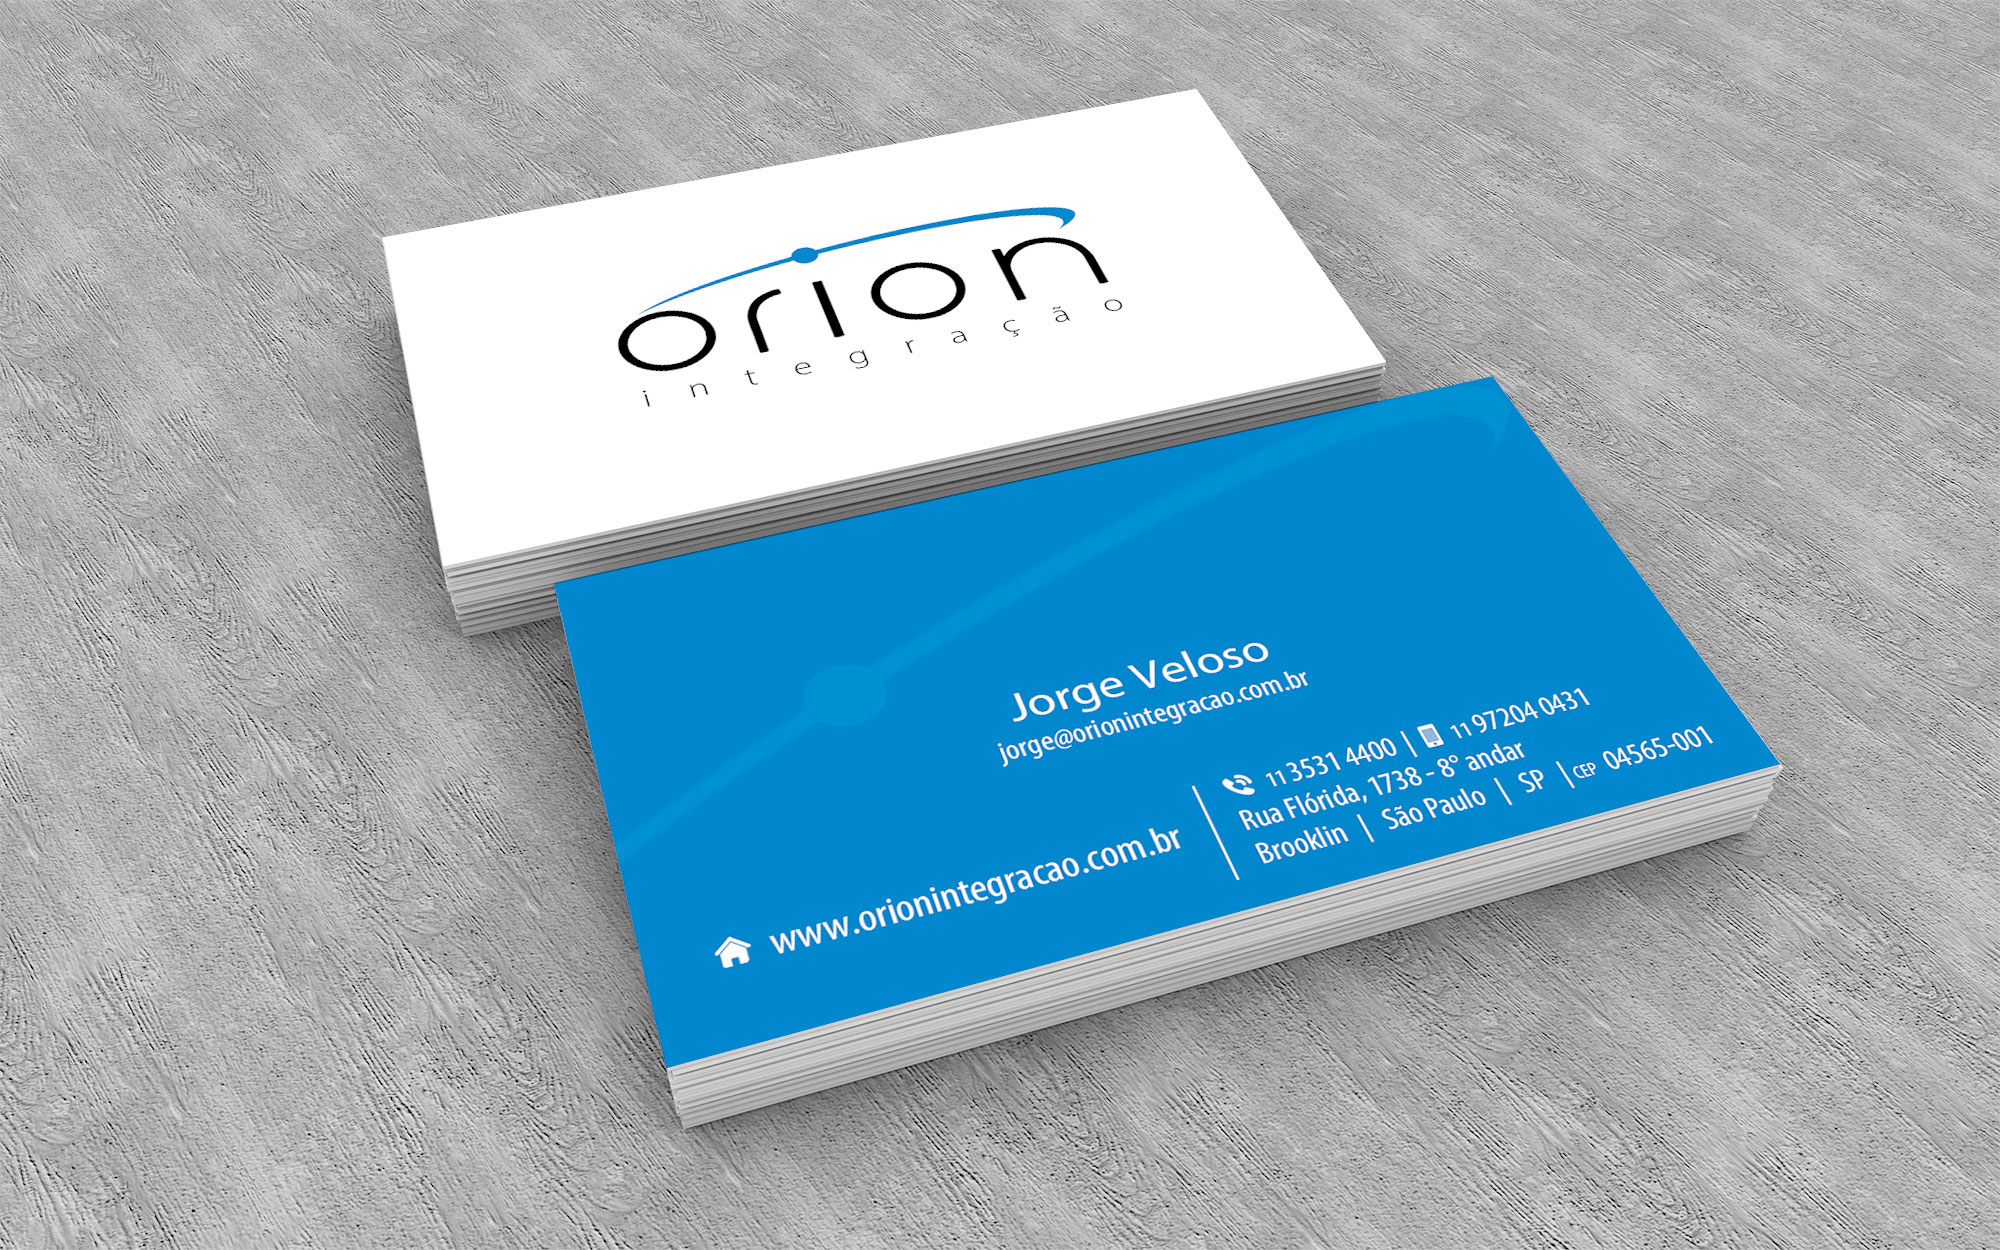 orion
integração
Jorge Veloso
jorge@orionintegracao.com.br
11 3531 4400 | 11 97204 0431
Rua Flórida, 1738 - 8° andar
Brooklin | São Paulo | SP | CEP 04565-001
www.orionintegracao.com.br